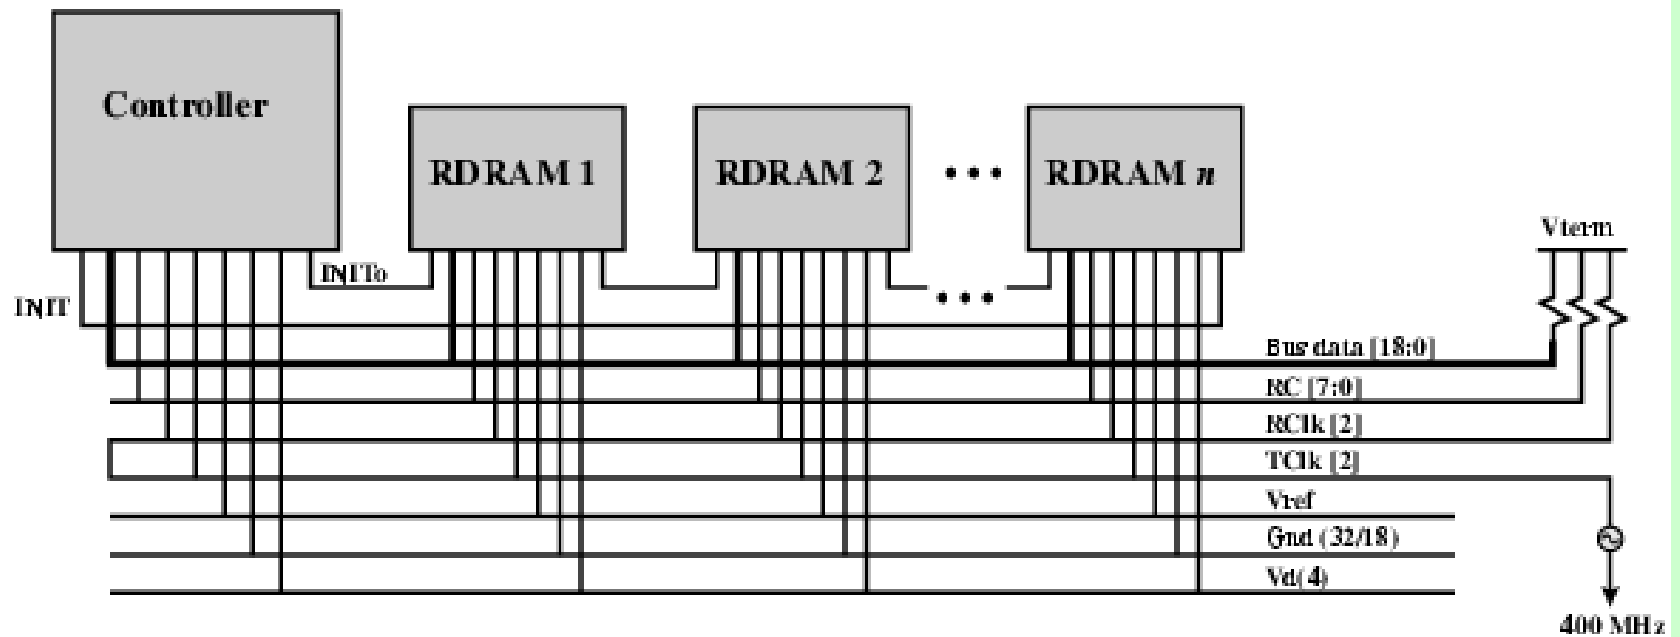 Controller
RDRAM 1
RDRAM 2
• • •
RDRAM n
Vterm
INIT
INITo
• • •
Bus data [18:0]
RC [7:0]
RClk [2]
TClk [2]
Vref
Gnd (32/18)
Vd(4)
400 MHz